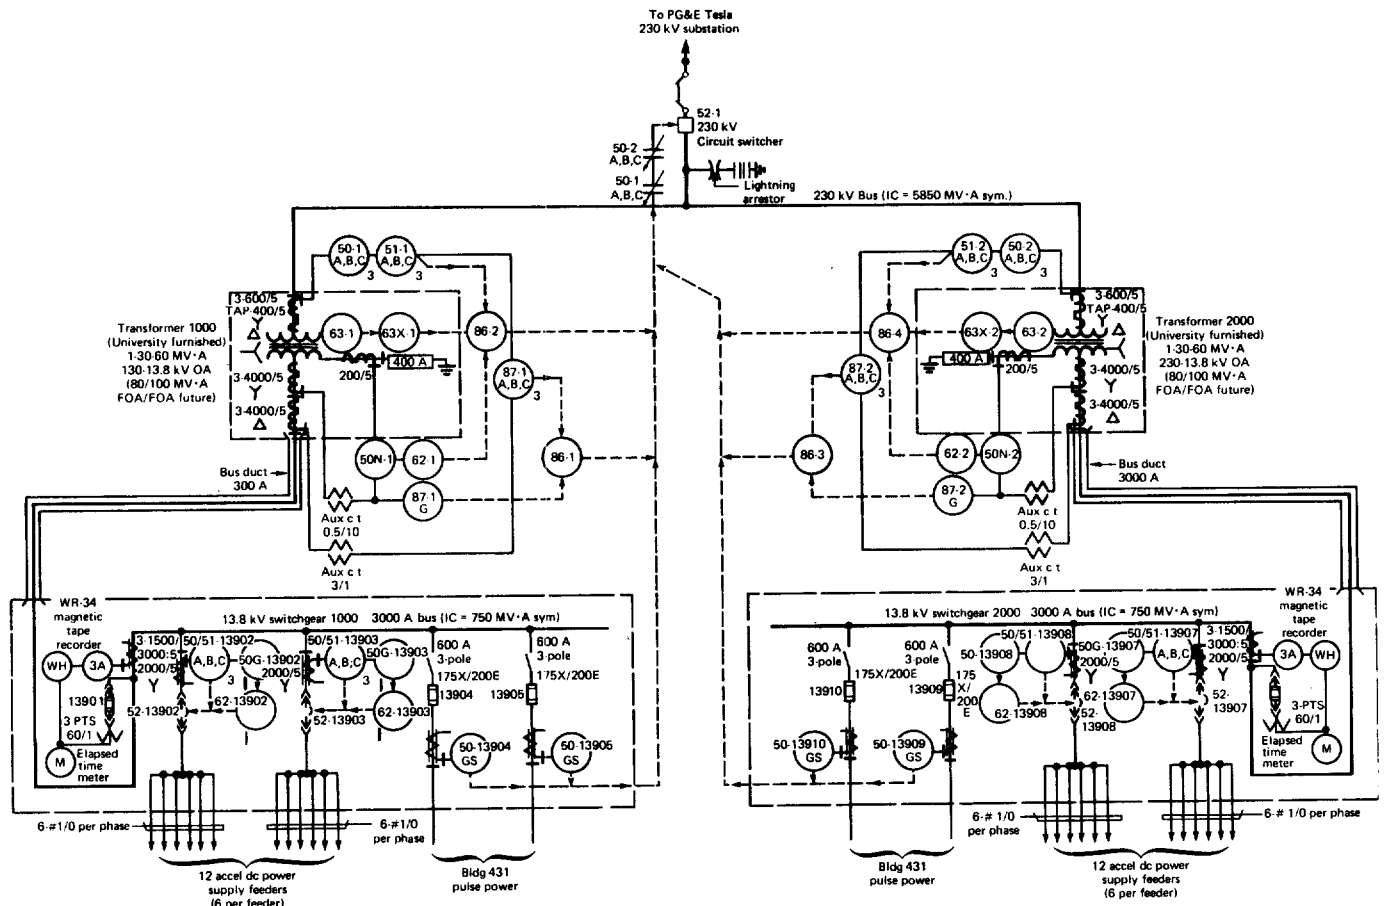 To PG&E Tesla
230 kV substation
52-1
230 kV
Circuit switcher
50-2
A,B,C
50-1
A,B,C
Lightning
arrestor
230 kV Bus (IC = 5850 MV·A sym.)
50-1
A,B,C
3
51-1
A,B,C
3
3-600/5
TAP-400/5
Y
Δ
63-1
63X-1
86-2
Transformer 1000
(University furnished)
1-30-60 MV·A
130-13.8 kV OA
(80/100 MV·A
FOA/FOA future)
400 A
200/5
3-4000/5
Y
3-4000/5
Δ
87-1
A,B,C
3
50N-1
62-1
86-1
87-1
G
Bus duct
300 A
Aux c t
0.5/10
Aux c t
3/1
51-2
A,B,C
3
50-2
A,B,C
3
3-600/5
TAP-400/5
Y
Δ
86-4
63X-2
63-2
Transformer 2000
(University furnished)
1-30-60 MV·A
230-13.8 kV OA
(80/100 MV·A
FOA/FOA future)
400 A
200/5
3-4000/5
Y
3-4000/5
Δ
87-2
A,B,C
3
86-3
62-2
50N-2
87-2
G
Bus duct
3000 A
Aux c t
0.5/10
Aux c t
3/1
WR-34
magnetic
tape
recorder
13.8 kV switchgear 1000 3000 A bus (IC = 750 MV·A sym)
WH
3A
3-1500/
3000:5
2000/5
Y
50/51-13902
A,B,C
3
50G-13902
2000/5
Y
50/51-13903
A,B,C
3
50G-13903
600 A
3-pole
175X/200E
13904
600 A
3-pole
175X/200E
13905
13901
52-13902
62-13902
52-13903
62-13903
3 PTS
60/1
Elapsed
time
meter
M
50-13904
GS
50-13905
GS
6-#1/0 per phase
6-#1/0
per phase
12 accel dc power
supply feeders
(6 per feeder)
Bldg 431
pulse power
13.8 kV switchgear 2000 3000 A bus (IC = 750 MV·A sym)
WR-34
magnetic
tape
recorder
600 A
3-pole
175X/200E
13910
600 A
3-pole
175
X/200
E
13909
50/51-13908
50-13908
50G-13907
2000/5
Y
50/51-13907
A,B,C
3-1500/
3000:5
2000/5
Y
3A
WH
62-13908
52-
13908
62-13907
52-
13907
3-PTS
60/1
Elapsed
time
meter
M
50-13910
GS
50-13909
GS
6-# 1/0
per phase
6-# 1/0 per phase
Bldg 431
pulse power
12 accel dc power
supply feeders
(6 per feeder)